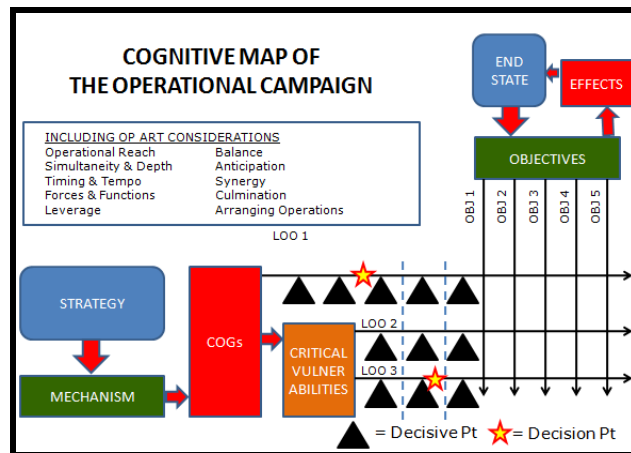 COGNITIVE MAP OF
THE OPERATIONAL CAMPAIGN
END
STATE
EFFECTS
OBJECTIVES
INCLUDING OP ART CONSIDERATIONS
Operational Reach
Simultaneity & Depth
Timing & Tempo
Forces & Functions
Leverage
Balance
Anticipation
Synergy
Culmination
Arranging Operations
OBJ 1
OBJ 2
OBJ 3
OBJ 4
OBJ 5
LOO 1
STRATEGY
MECHANISM
COGs
CRITICAL
VULNER
ABILITIES
LOO 2
LOO 3
= Decisive Pt
= Decision Pt